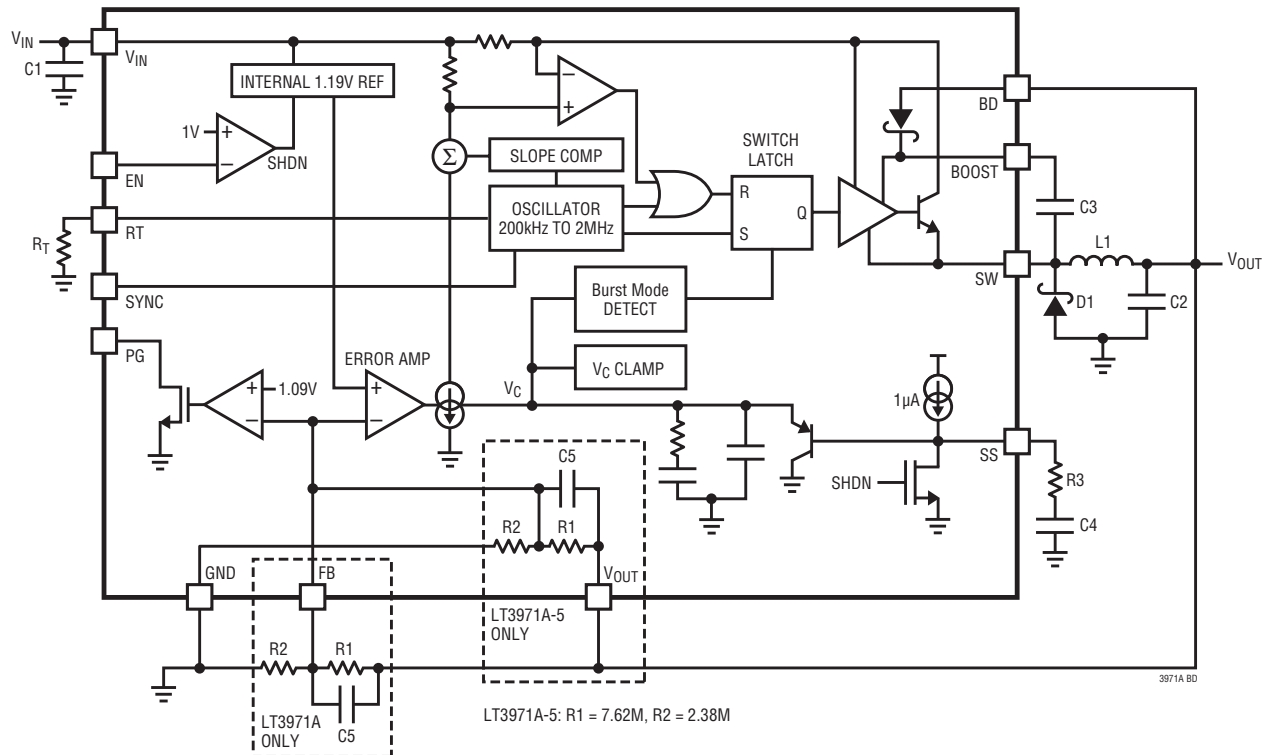 VIN
C1
VIN
INTERNAL 1.19V REF
1V
+
−
SHDN
EN
RT
RT
SYNC
PG
−
+
Σ
SLOPE COMP
OSCILLATOR
200kHz TO 2MHz
SWITCH
LATCH
R
S
Q
BD
BOOST
C3
SW
L1
VOUT
D1
C2
Burst Mode
DETECT
VC CLAMP
VC
ERROR AMP
+
−
+
−
1.09V
1µA
SS
R3
C4
SHDN
C5
R2
R1
VOUT
LT3971A-5
ONLY
GND
FB
R2
R1
C5
LT3971A
ONLY
LT3971A-5: R1 = 7.62M, R2 = 2.38M
3971A BD